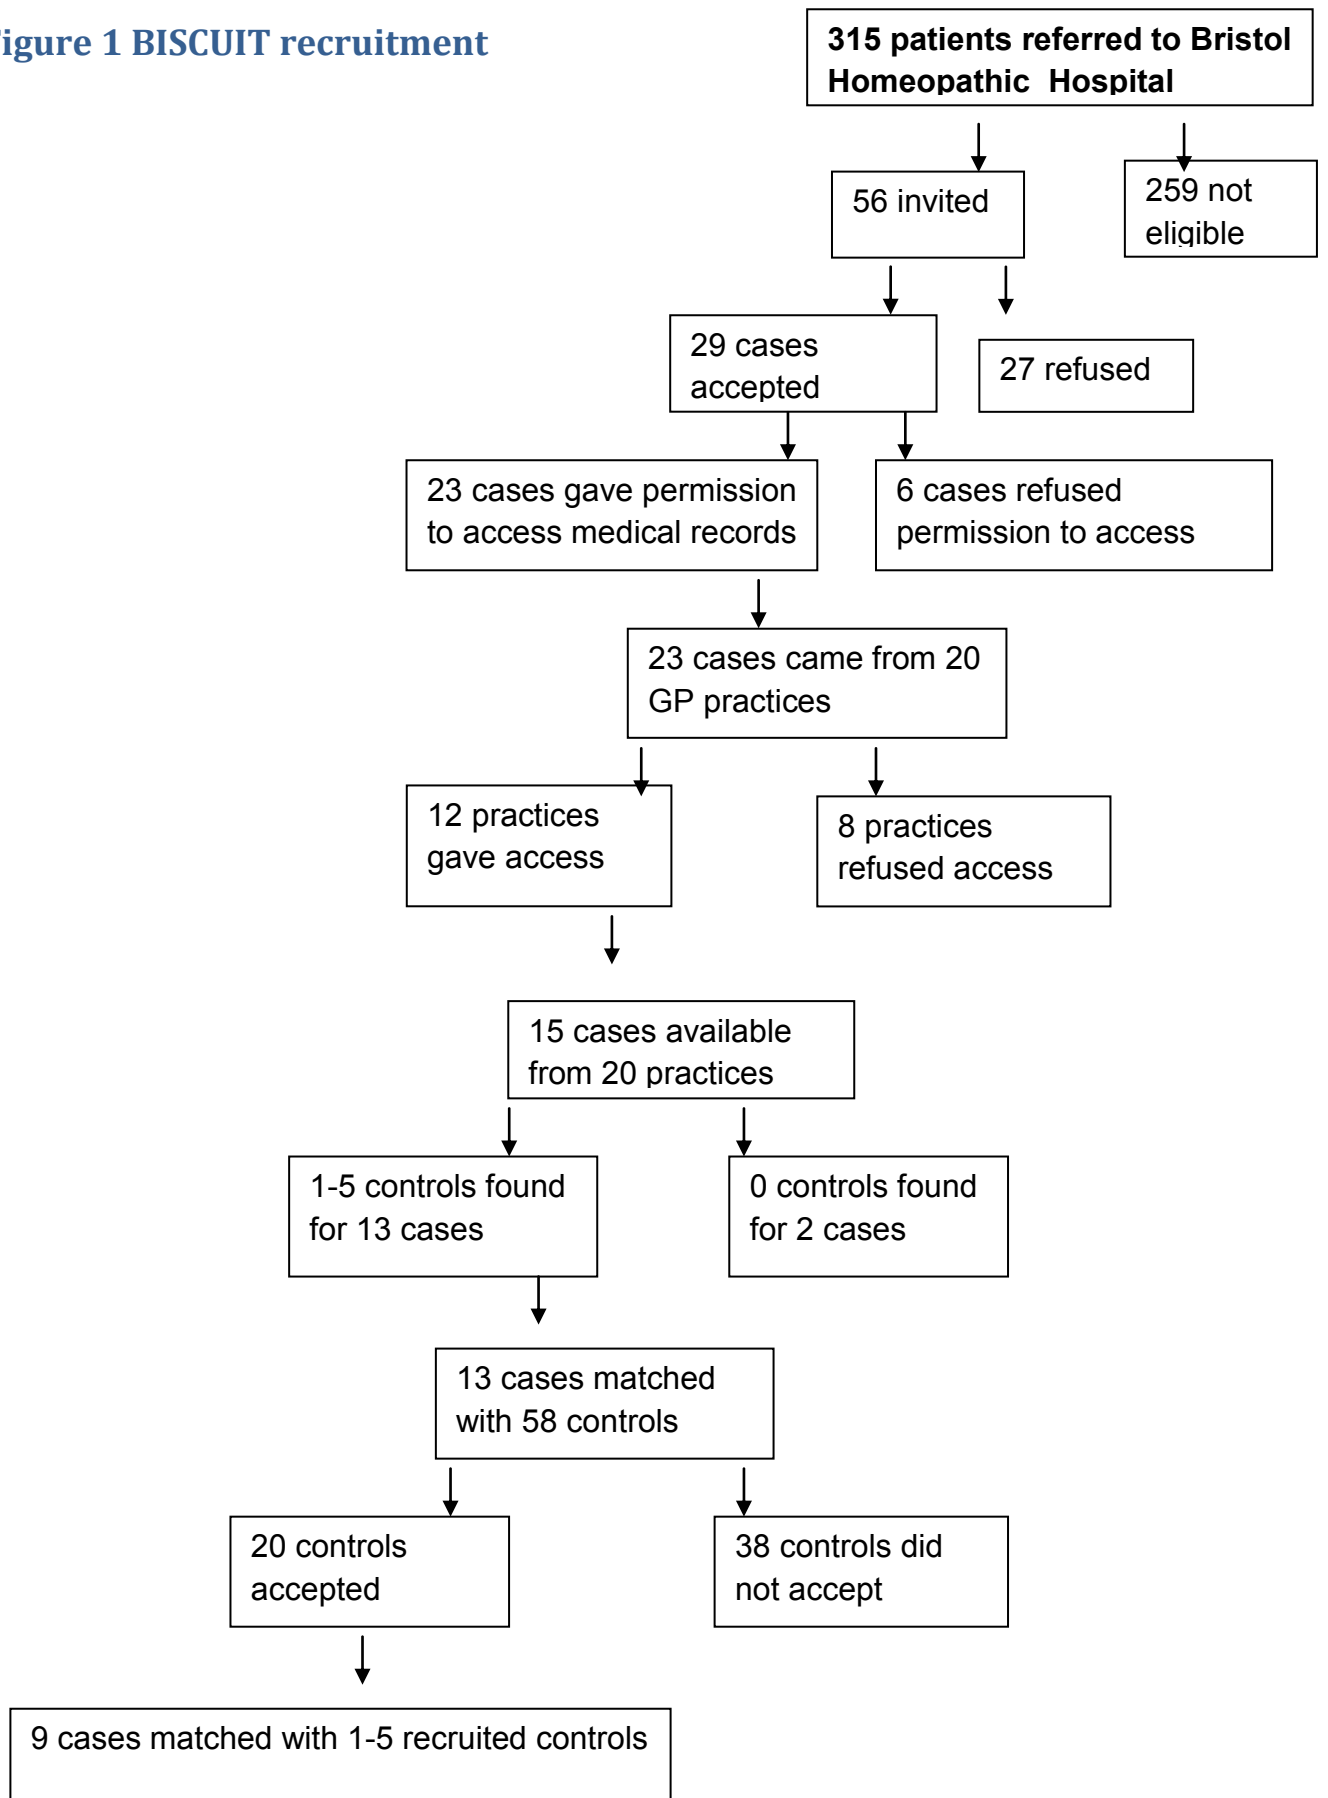 igure 1 BISCUIT recruitment
315 patients referred to Bristol
Homeopathic Hospital
56 invited
259 not
eligible
29 cases
accepted
27 refused
23 cases gave permission
to access medical records
6 cases refused
permission to access
23 cases came from 20
GP practices
12 practices
gave access
8 practices
refused access
15 cases available
from 20 practices
1-5 controls found
for 13 cases
0 controls found
for 2 cases
13 cases matched
with 58 controls
20 controls
accepted
38 controls did
not accept
9 cases matched with 1-5 recruited controls